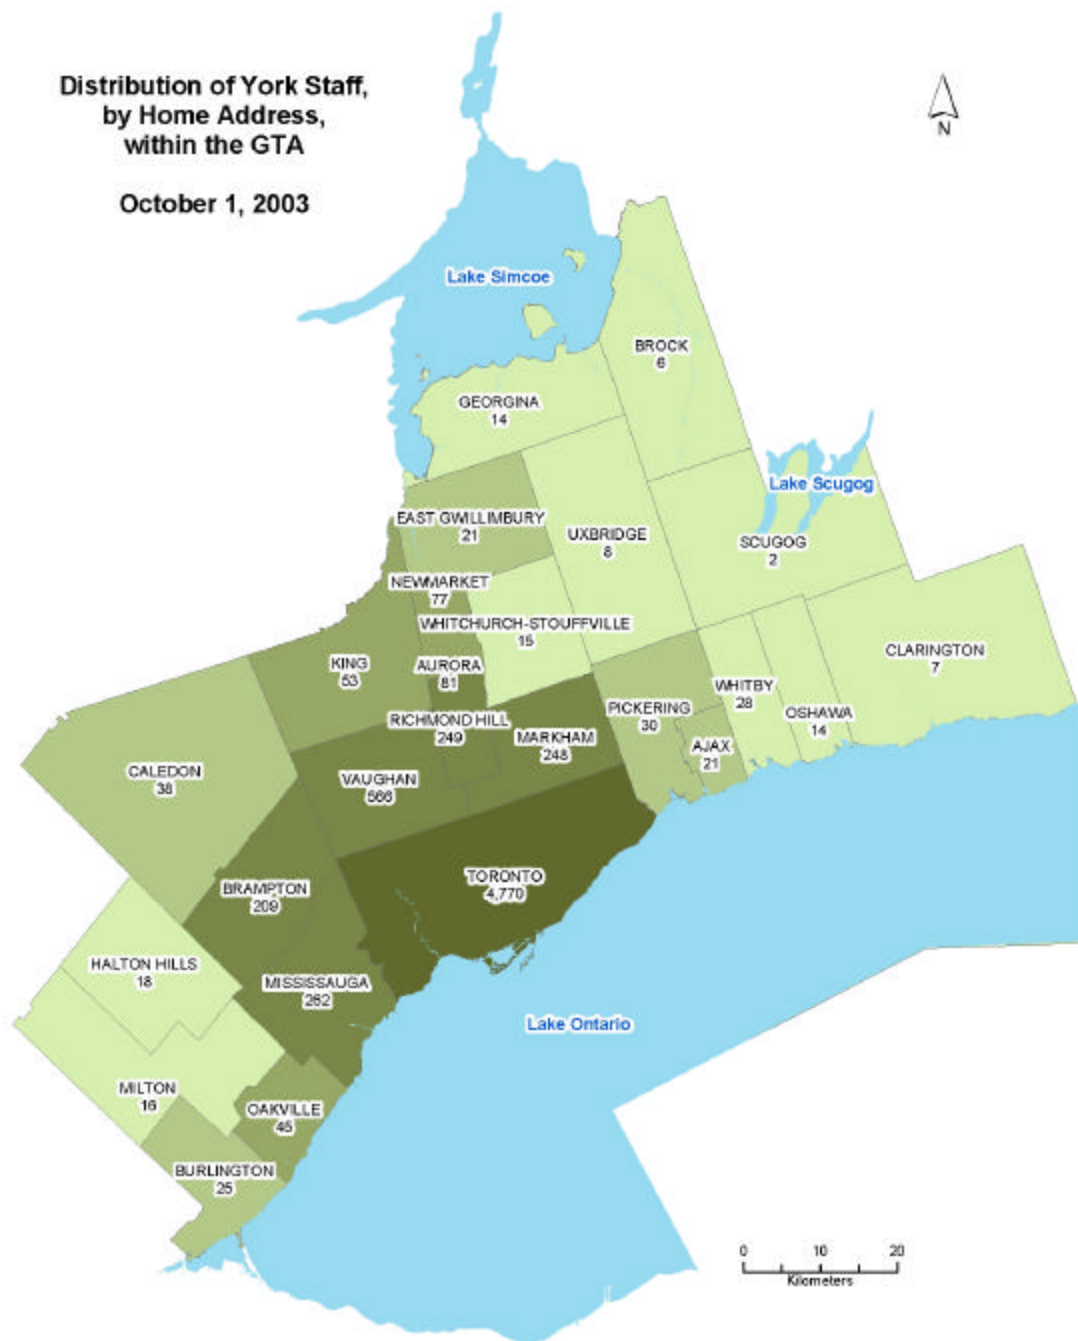 Distribution of York Staff,
by Home Address,
within the GTA
October 1, 2003
N
Lake Simcoe
BROCK
6
GEORGINA
14
Lake Scugog
EAST GWILLIMBURY
21
UXBRIDGE
8
SCUGOG
2
NEWMARKET
77
WHITCHURCH-STOUFFVILLE
15
KING
53
AURORA
81
CLARINGTON
7
WHITBY
28
OSHAWA
14
PICKERING
30
RICHMOND HILL
249
MARKHAM
248
AJAX
21
CALEDON
38
VAUGHAN
566
TORONTO
4,770
BRAMPTON
209
HALTON HILLS
18
MISSISSAUGA
262
Lake Ontario
MILTON
16
OAKVILLE
45
BURLINGTON
25
0 10 20
Kilometers